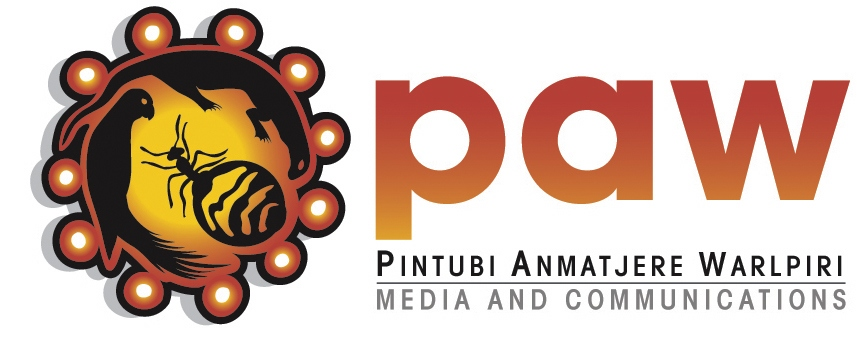 paw
PINTUBI ANMATJERE WARLPIRI
MEDIA AND COMMUNICATIONS